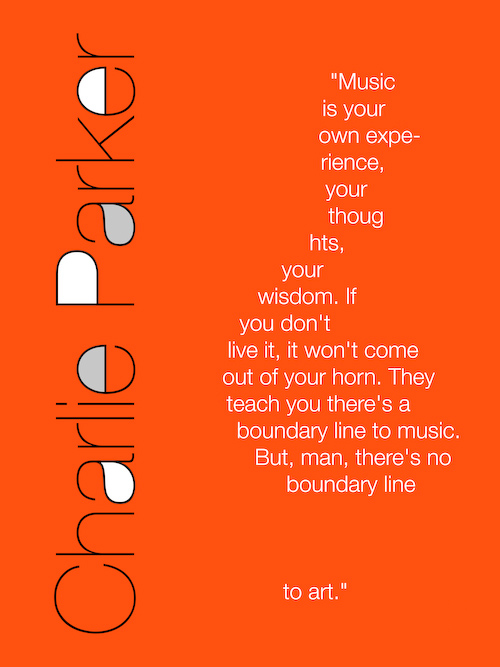 Charlie Parker
"Music
is your
own expe-
rience,
your
thoug
hts,
your
wisdom. If
you don't
live it, it won't come
out of your horn. They
teach you there's a
boundary line to music.
But, man, there's no
boundary line
to art."